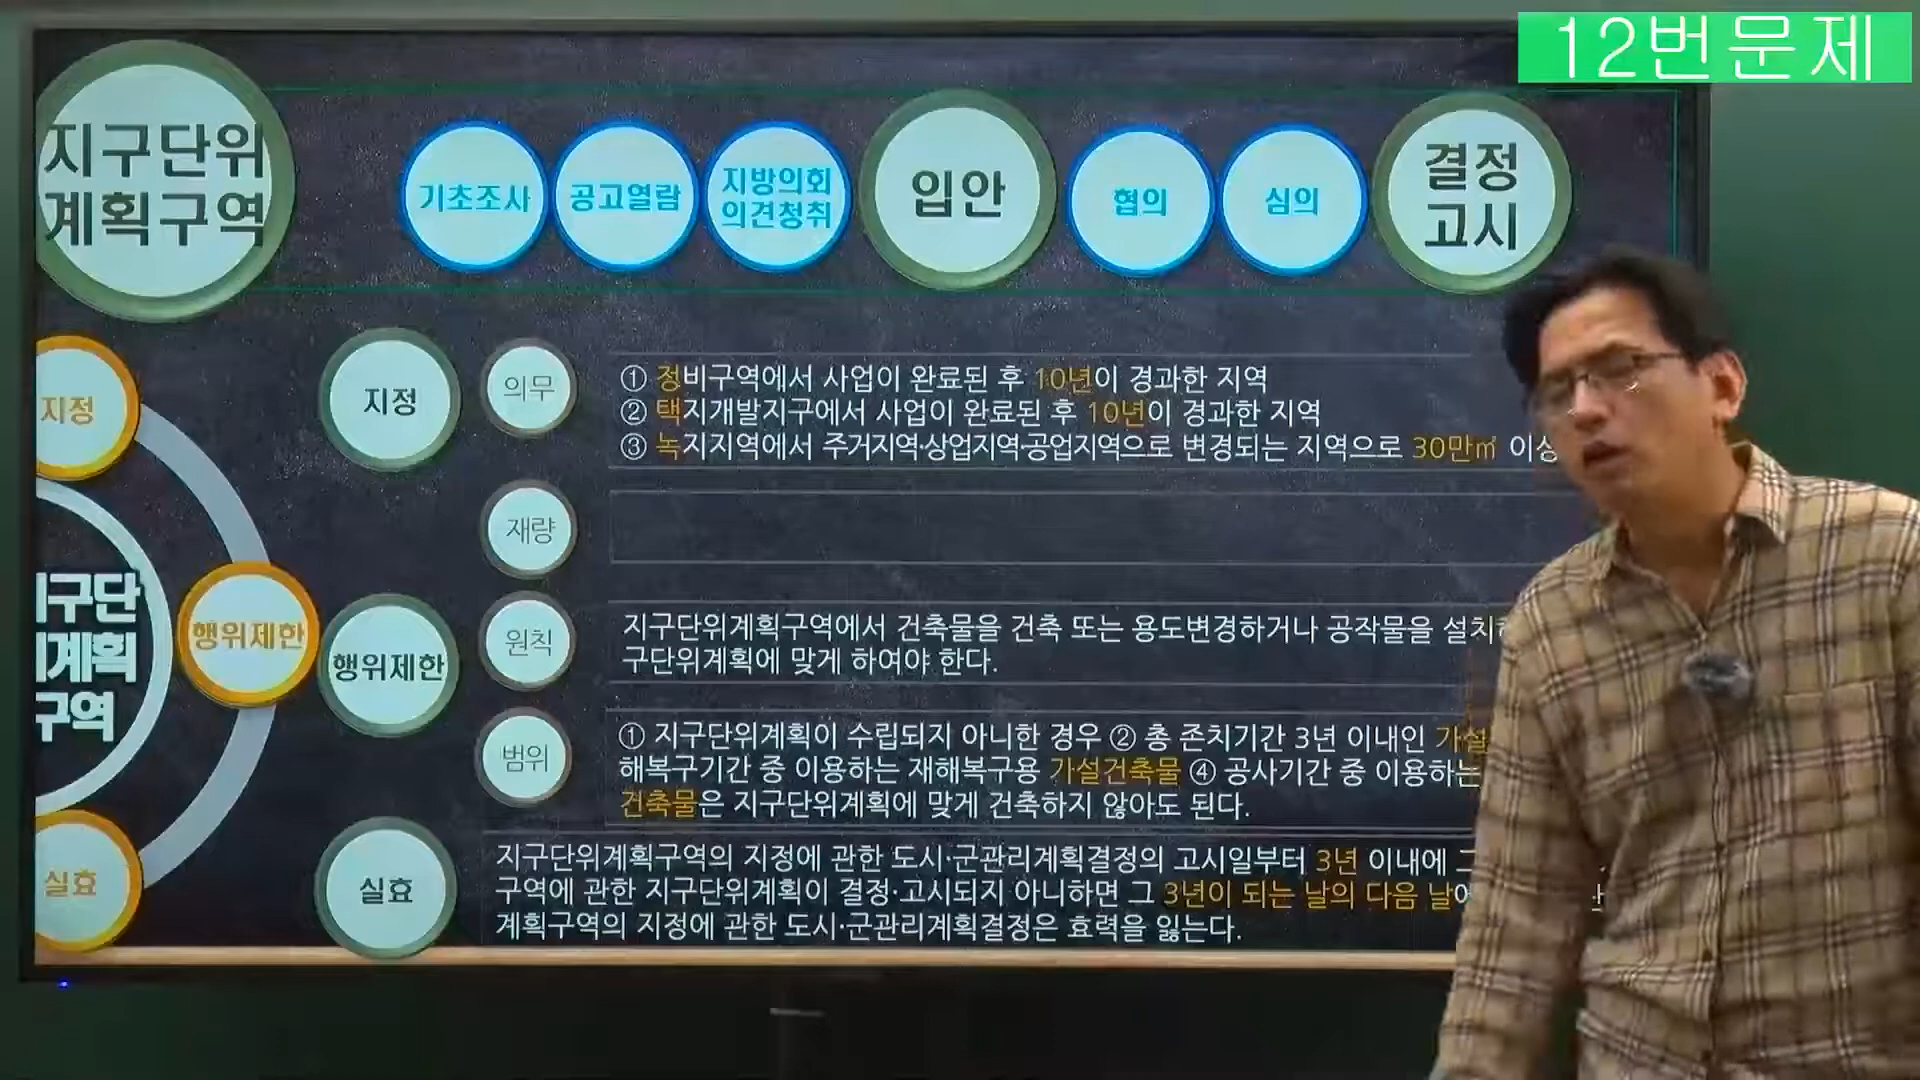 12번문제
지구단위
계획구역
기초조사
공고열람
지방의회
의견청취
입안
협의
심의
결정
고시
지정
행위제한
실효
구단
계획
구역
지정
의무
① 정비구역에서 사업이 완료된 후 10년이 경과한 지역
② 택지개발지구에서 사업이 완료된 후 10년이 경과한 지역
③ 녹지지역에서 주거지역·상업지역·공업지역으로 변경되는 지역으로 30만㎡ 이상
재량
행위제한
원칙
지구단위계획구역에서 건축물을 건축 또는 용도변경하거나 공작물을 설치
구단위계획에 맞게 하여야 한다.
범위
① 지구단위계획이 수립되지 아니한 경우 ② 총 존치기간 3년 이내인 가설
해복구기간 중 이용하는 재해복구용 가설건축물 ④ 공사기간 중 이용하는
건축물은 지구단위계획에 맞게 건축하지 않아도 된다.
실효
지구단위계획구역의 지정에 관한 도시·군관리계획결정의 고시일부터 3년 이내에 그
구역에 관한 지구단위계획이 결정·고시되지 아니하면 그 3년이 되는 날의 다음 날에
계획구역의 지정에 관한 도시·군관리계획결정은 효력을 잃는다.